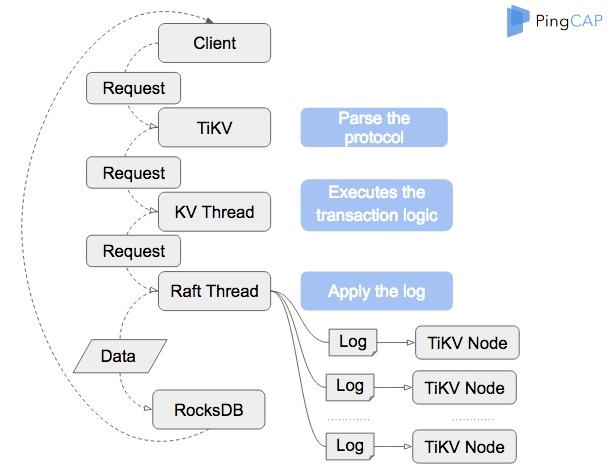 PingCAP
Client
Request
TiKV
Parse the
protocol
Request
KV Thread
Executes the
transaction logic
Request
Raft Thread
Apply the log
Log
TiKV Node
Data
Log
TiKV Node
RocksDB
Log
TiKV Node